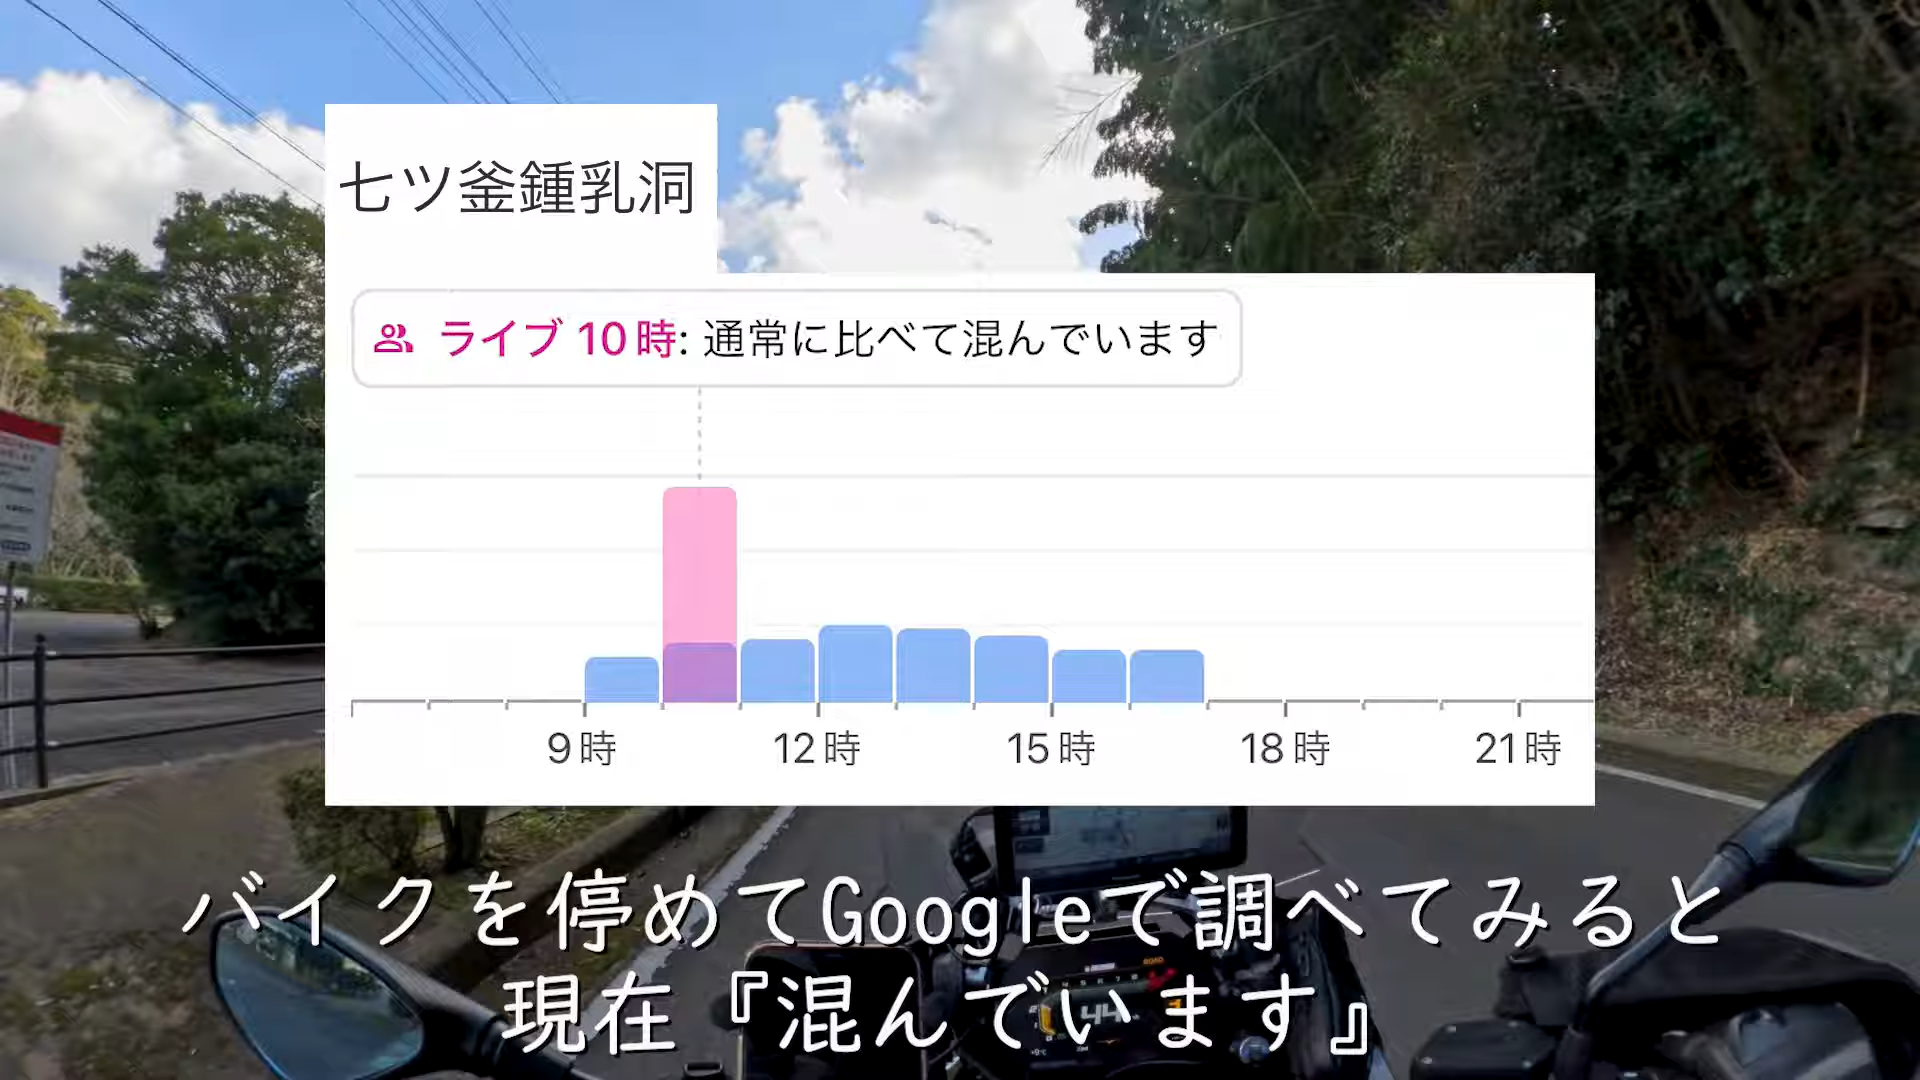 七ツ釜鍾乳洞
ライブ 10 時: 通常に比べて混んでいます
9時 12時 15時 18時 21時
バイクを停めてGoogleで調べてみると
現在『混んでいます』
ROAD
44